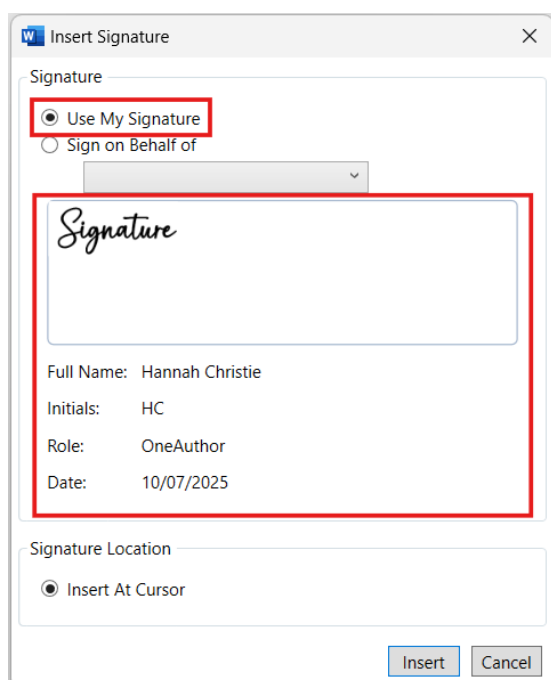 Insert Signature
Signature
Use My Signature
Sign on Behalf of
Signature
Full Name: Hannah Christie
Initials: HC
Role: OneAuthor
Date: 10/07/2025
Signature Location
Insert At Cursor
Insert Cancel